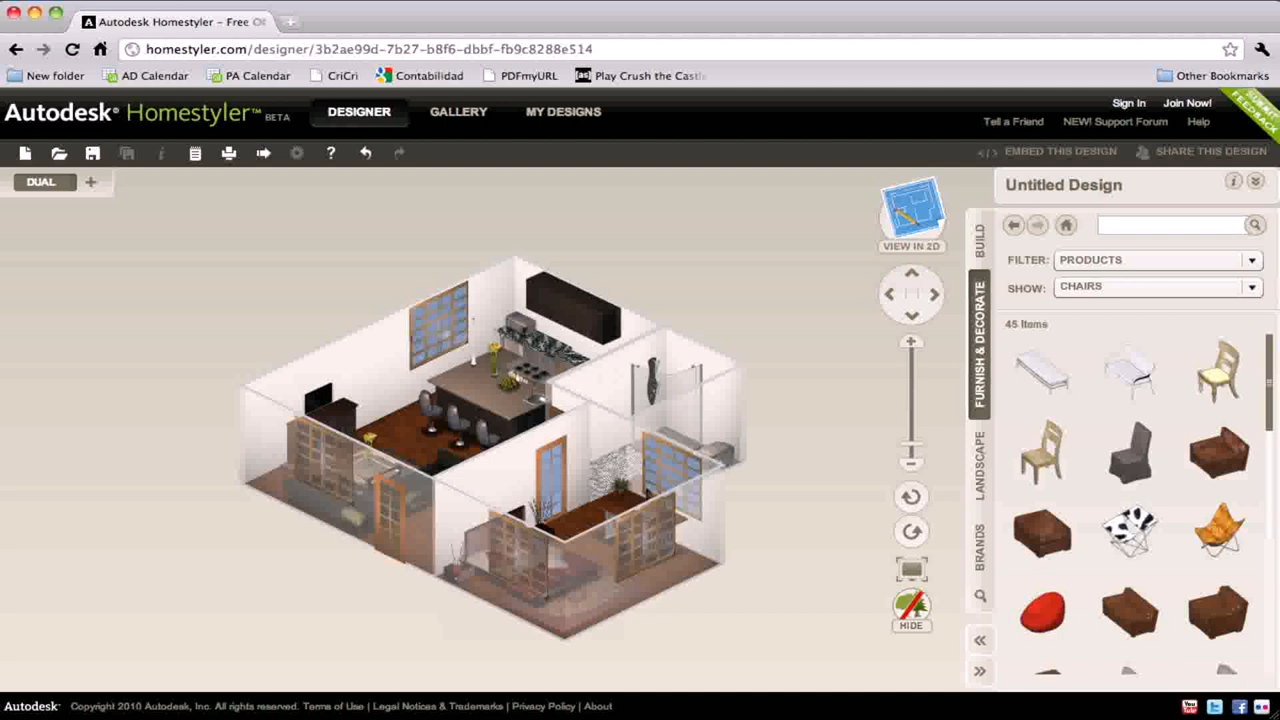 Autodesk Homestyler – Free
homestyler.com/designer/3b2ae99d-7b27-b8f6-dbbf-fb9c8288e514
New folder AD Calendar PA Calendar CriCri Contabilidad PDFmyURL Play Crush the Castle Other Bookmarks
Autodesk® Homestyler™ BETA DESIGNER GALLERY MY DESIGNS
Sign In Join Now!
Tell a Friend NEW! Support Forum Help
FEEDBACK
? EMBED THIS DESIGN SHARE THIS DESIGN
DUAL +
Untitled Design
VIEW IN 2D
BUILD
FURNISH & DECORATE
LANDSCAPE
BRANDS
FILTER: PRODUCTS
SHOW: CHAIRS
45 Items
HIDE
Autodesk® Copyright 2010 Autodesk, Inc. All rights reserved. Terms of Use | Legal Notices & Trademarks | Privacy Policy | About
You Tube